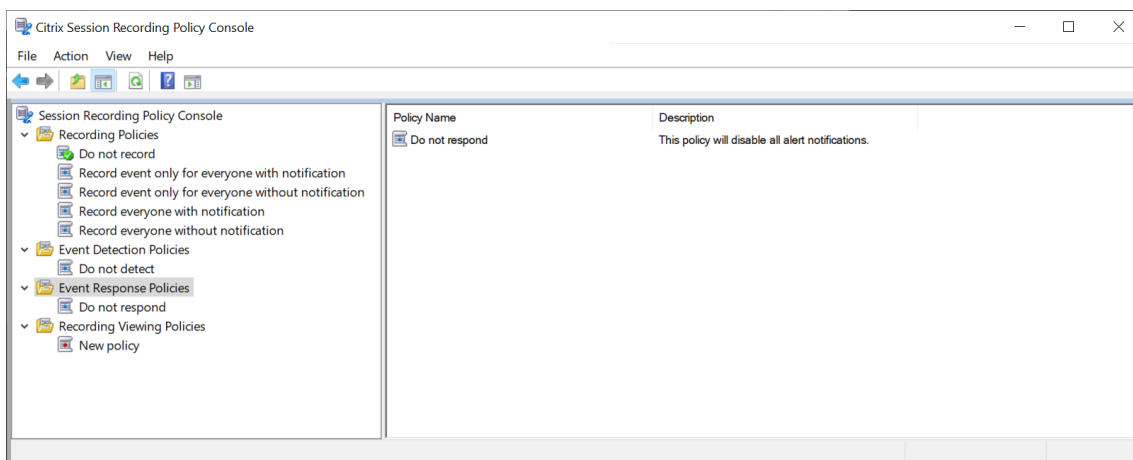 Citrix Session Recording Policy Console
File Action View Help
Session Recording Policy Console
Recording Policies
Do not record
Record event only for everyone with notification
Record event only for everyone without notification
Record everyone with notification
Record everyone without notification
Event Detection Policies
Do not detect
Event Response Policies
Do not respond
Recording Viewing Policies
New policy
Policy Name Description
Do not respond This policy will disable all alert notifications.